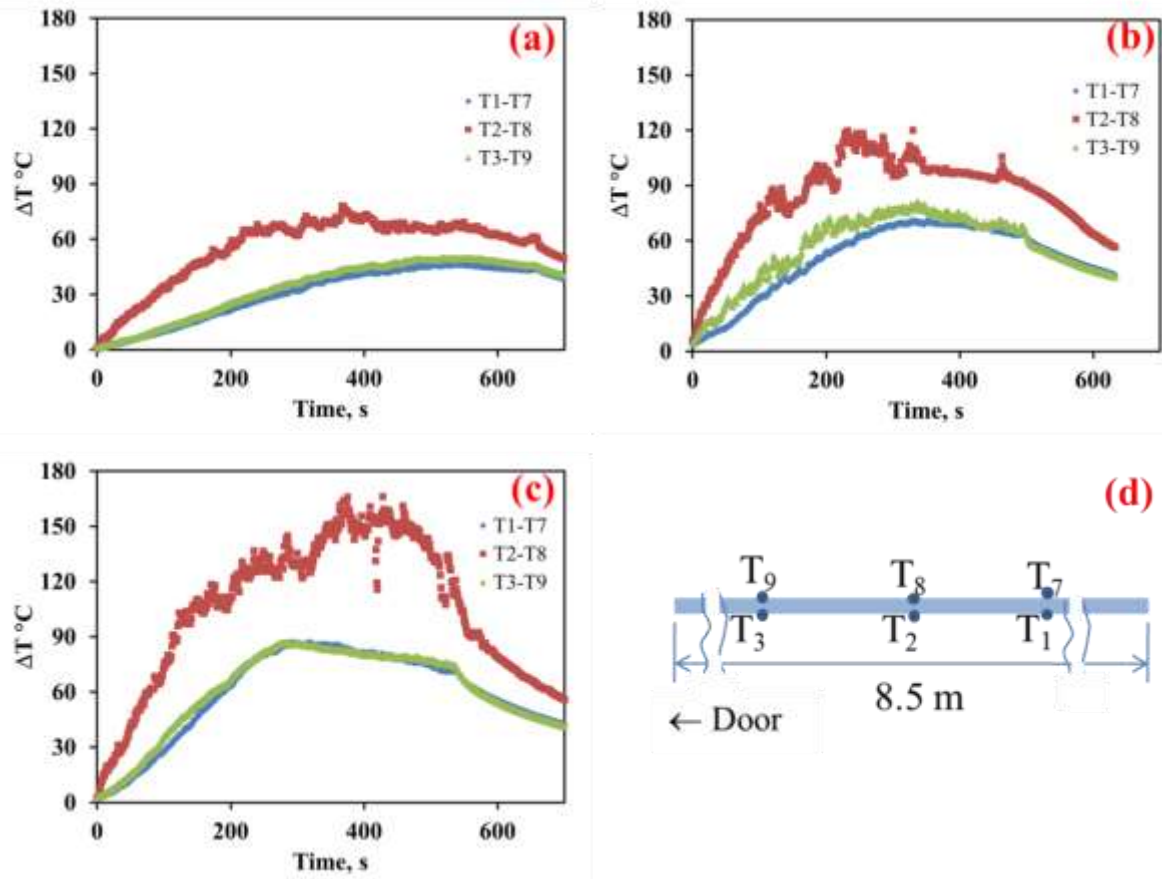 (a)
180
150
120
90
60
30
0
ΔT °C
T1-T7
T2-T8
T3-T9
0 200 400 600
Time, s
(b)
180
150
120
90
60
30
0
ΔT °C
T1-T7
T2-T8
T3-T9
0 200 400 600
Time, s
(c)
180
150
120
90
60
30
0
ΔT °C
T1-T7
T2-T8
T3-T9
0 200 400 600
Time, s
(d)
T9 T8 T7
T3 T2 T1
8.5 m
← Door